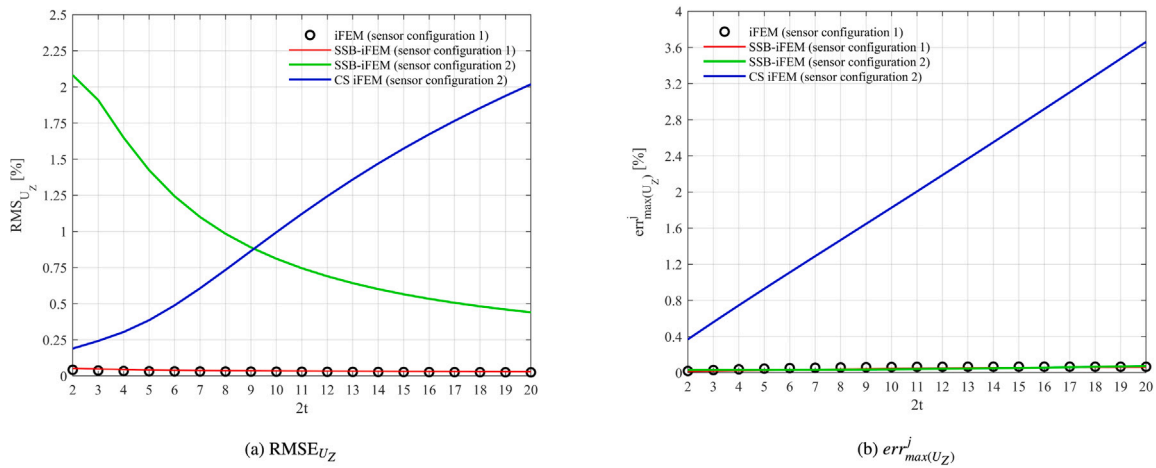 2.5
2.25
2
1.75
1.5
1.25
1
0.75
0.5
0.25
0
RMS_{U_Z} [%]
iFEM (sensor configuration 1)
SSB-iFEM (sensor configuration 1)
SSB-iFEM (sensor configuration 2)
CS iFEM (sensor configuration 2)
2 3 4 5 6 7 8 9 10 11 12 13 14 15 16 17 18 19 20
2t
(a) RMSE_{U_Z}
4
3.6
3.2
2.8
2.4
2
1.6
1.2
0.8
0.4
0
err^j_{max(U_Z)} [%]
iFEM (sensor configuration 1)
SSB-iFEM (sensor configuration 1)
SSB-iFEM (sensor configuration 2)
CS iFEM (sensor configuration 2)
2 3 4 5 6 7 8 9 10 11 12 13 14 15 16 17 18 19 20
2t
(b) err^j_{max(U_Z)}